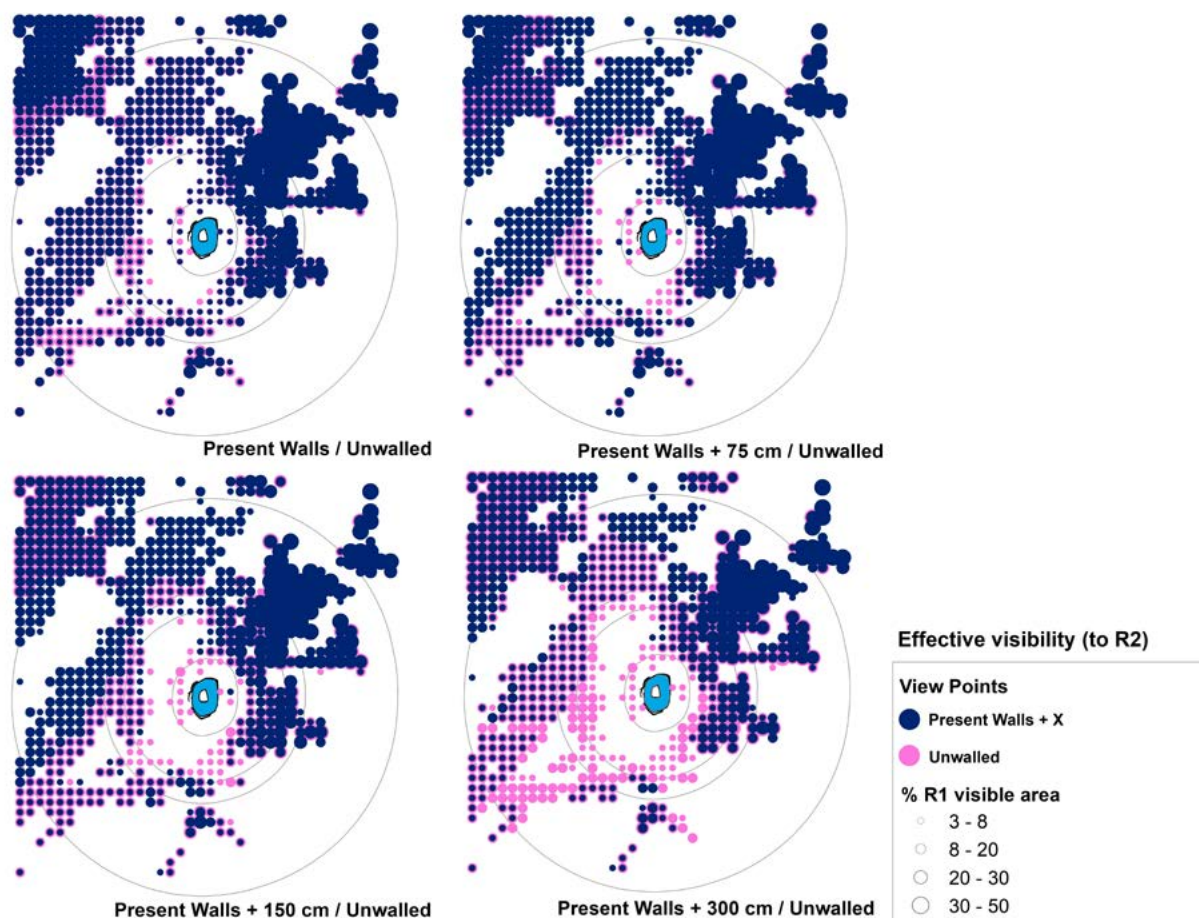 Present Walls / Unwalled
Present Walls + 75 cm / Unwalled
Present Walls + 150 cm / Unwalled
Present Walls + 300 cm / Unwalled
Effective visibility (to R2)
View Points
Present Walls + X
Unwalled
% R1 visible area
3 - 8
8 - 20
20 - 30
30 - 50